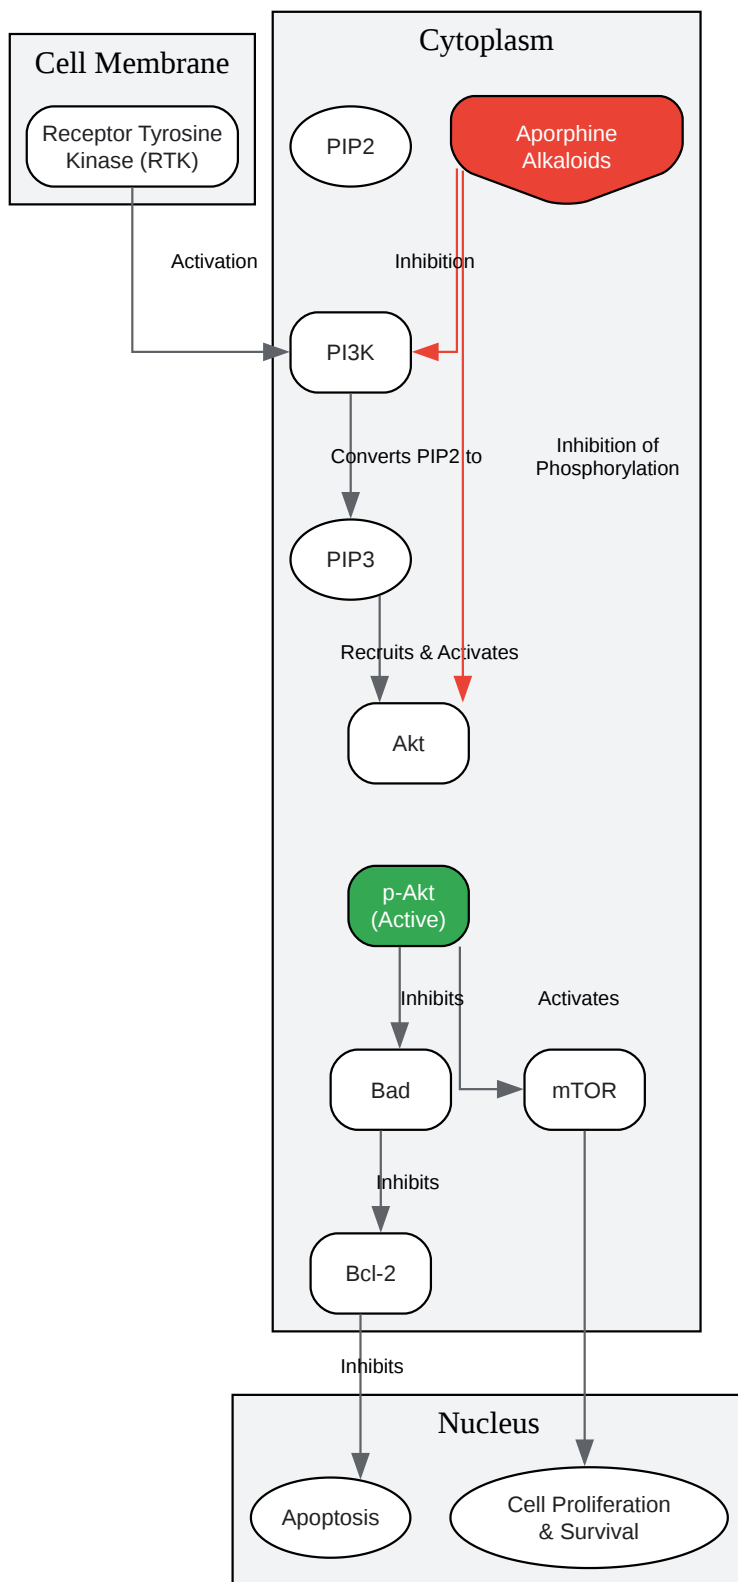 Cytoplasm
Cell Membrane
Receptor Tyrosine
Kinase (RTK)
PIP2
Aporphine
Alkaloids
Activation
Inhibition
PI3K
Inhibition of
Phosphorylation
Converts PIP2 to
PIP3
Recruits & Activates
Akt
p-Akt
(Active)
Inhibits
Activates
Bad
mTOR
Inhibits
Bcl-2
Inhibits
Nucleus
Apoptosis
Cell Proliferation
& Survival